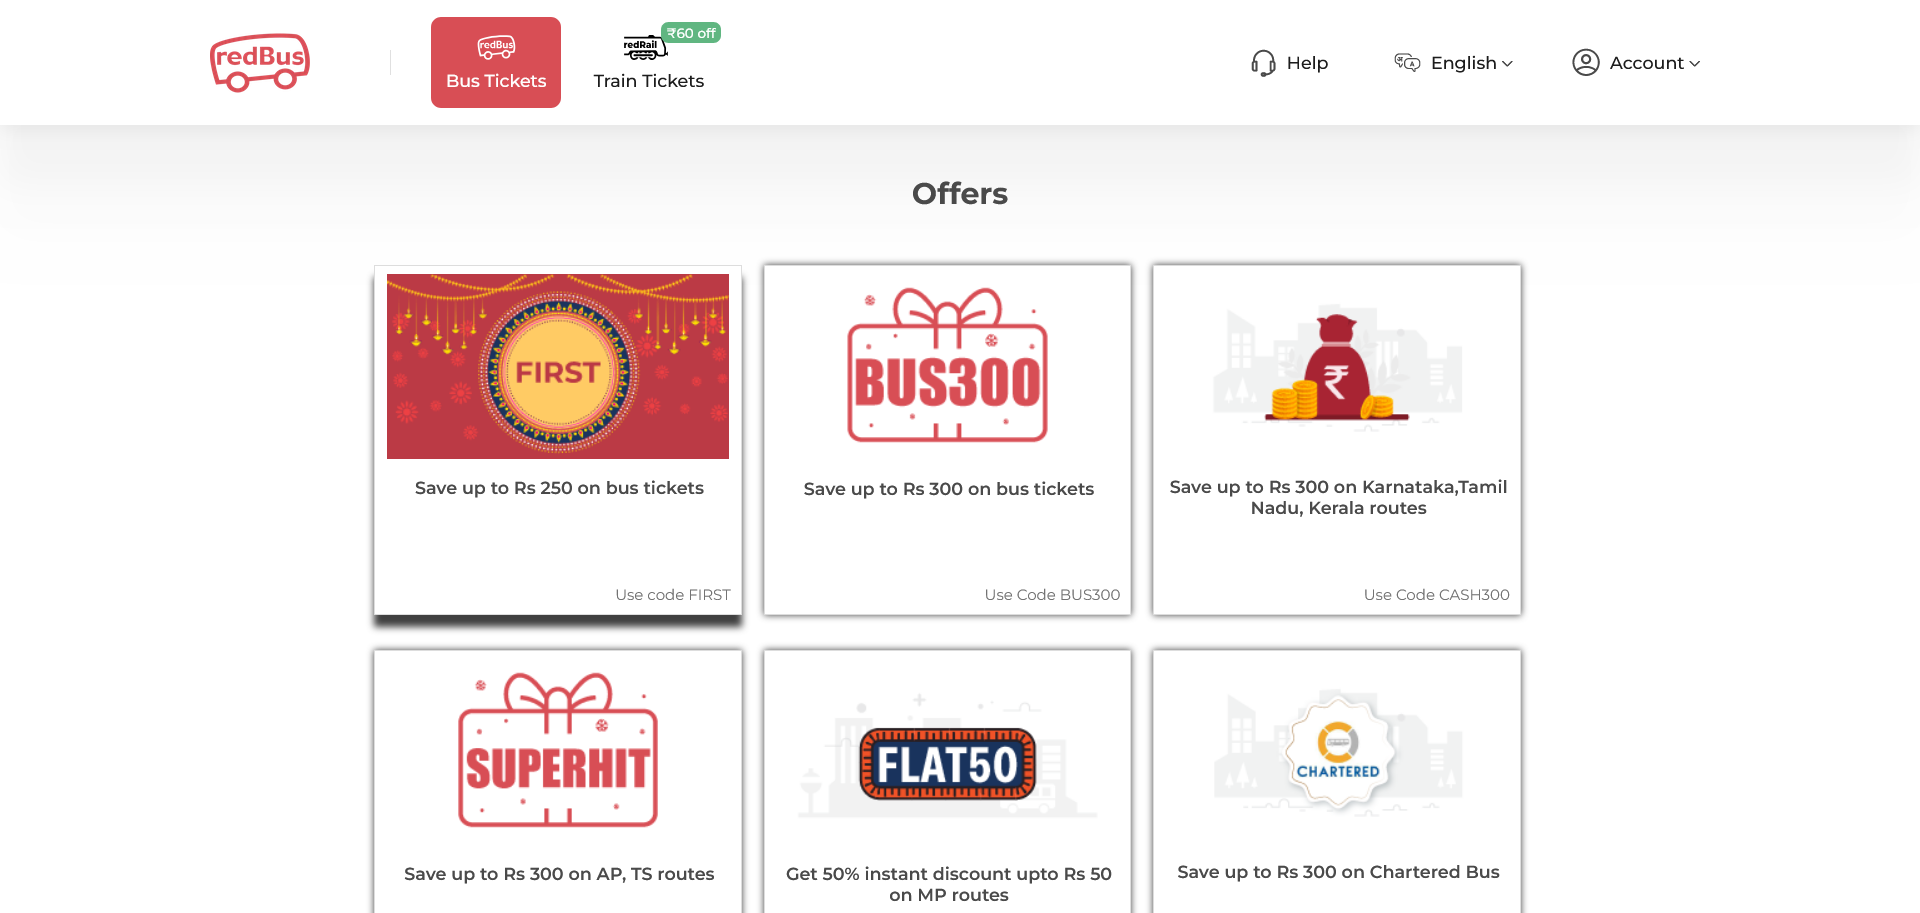 redBus
redBus
Bus Tickets
redRail
₹60 off
Train Tickets
Help
English
Account
Offers
FIRST
Save up to Rs 250 on bus tickets
Use code FIRST
BUS300
Save up to Rs 300 on bus tickets
Use Code BUS300
₹
Save up to Rs 300 on Karnataka,Tamil
Nadu, Kerala routes
Use Code CASH300
SUPERHIT
Save up to Rs 300 on AP, TS routes
FLAT50
Get 50% instant discount upto Rs 50
on MP routes
CHARTERED
Save up to Rs 300 on Chartered Bus